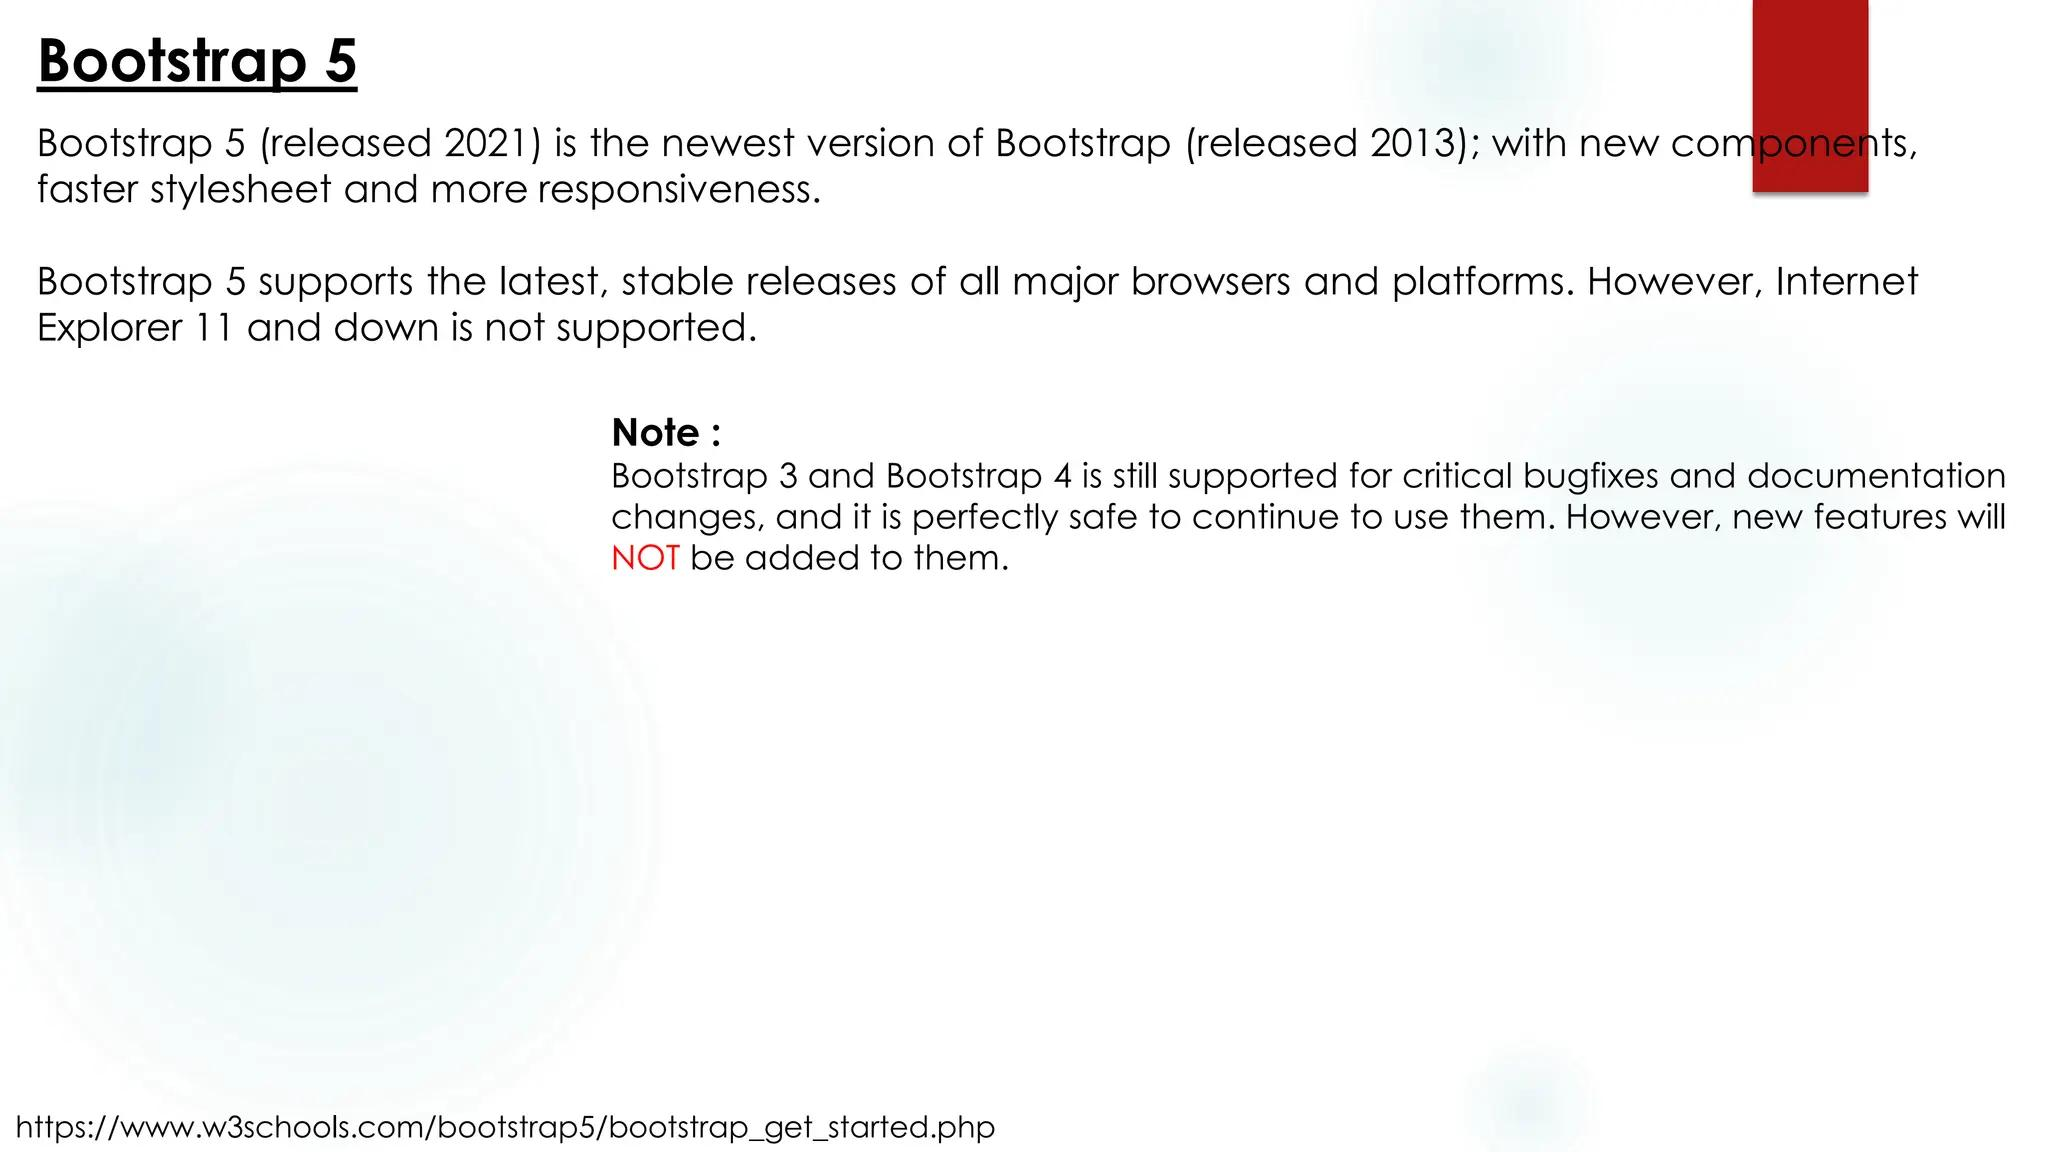 Bootstrap 5
Bootstrap 5 (released 2021) is the newest version of Bootstrap (released 2013); with new components,
faster stylesheet and more responsiveness.
Bootstrap 5 supports the latest, stable releases of all major browsers and platforms. However, Internet
Explorer 11 and down is not supported.
Note :
Bootstrap 3 and Bootstrap 4 is still supported for critical bugfixes and documentation
changes, and it is perfectly safe to continue to use them. However, new features will
NOT be added to them.
https://www.w3schools.com/bootstrap5/bootstrap_get_started.php